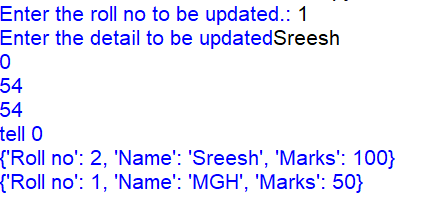 Enter the roll no to be updated.: 1
Enter the detail to be updatedSreesh
0
54
54
tell 0
{'Roll no': 2, 'Name': 'Sreesh', 'Marks': 100}
{'Roll no': 1, 'Name': 'MGH', 'Marks': 50}